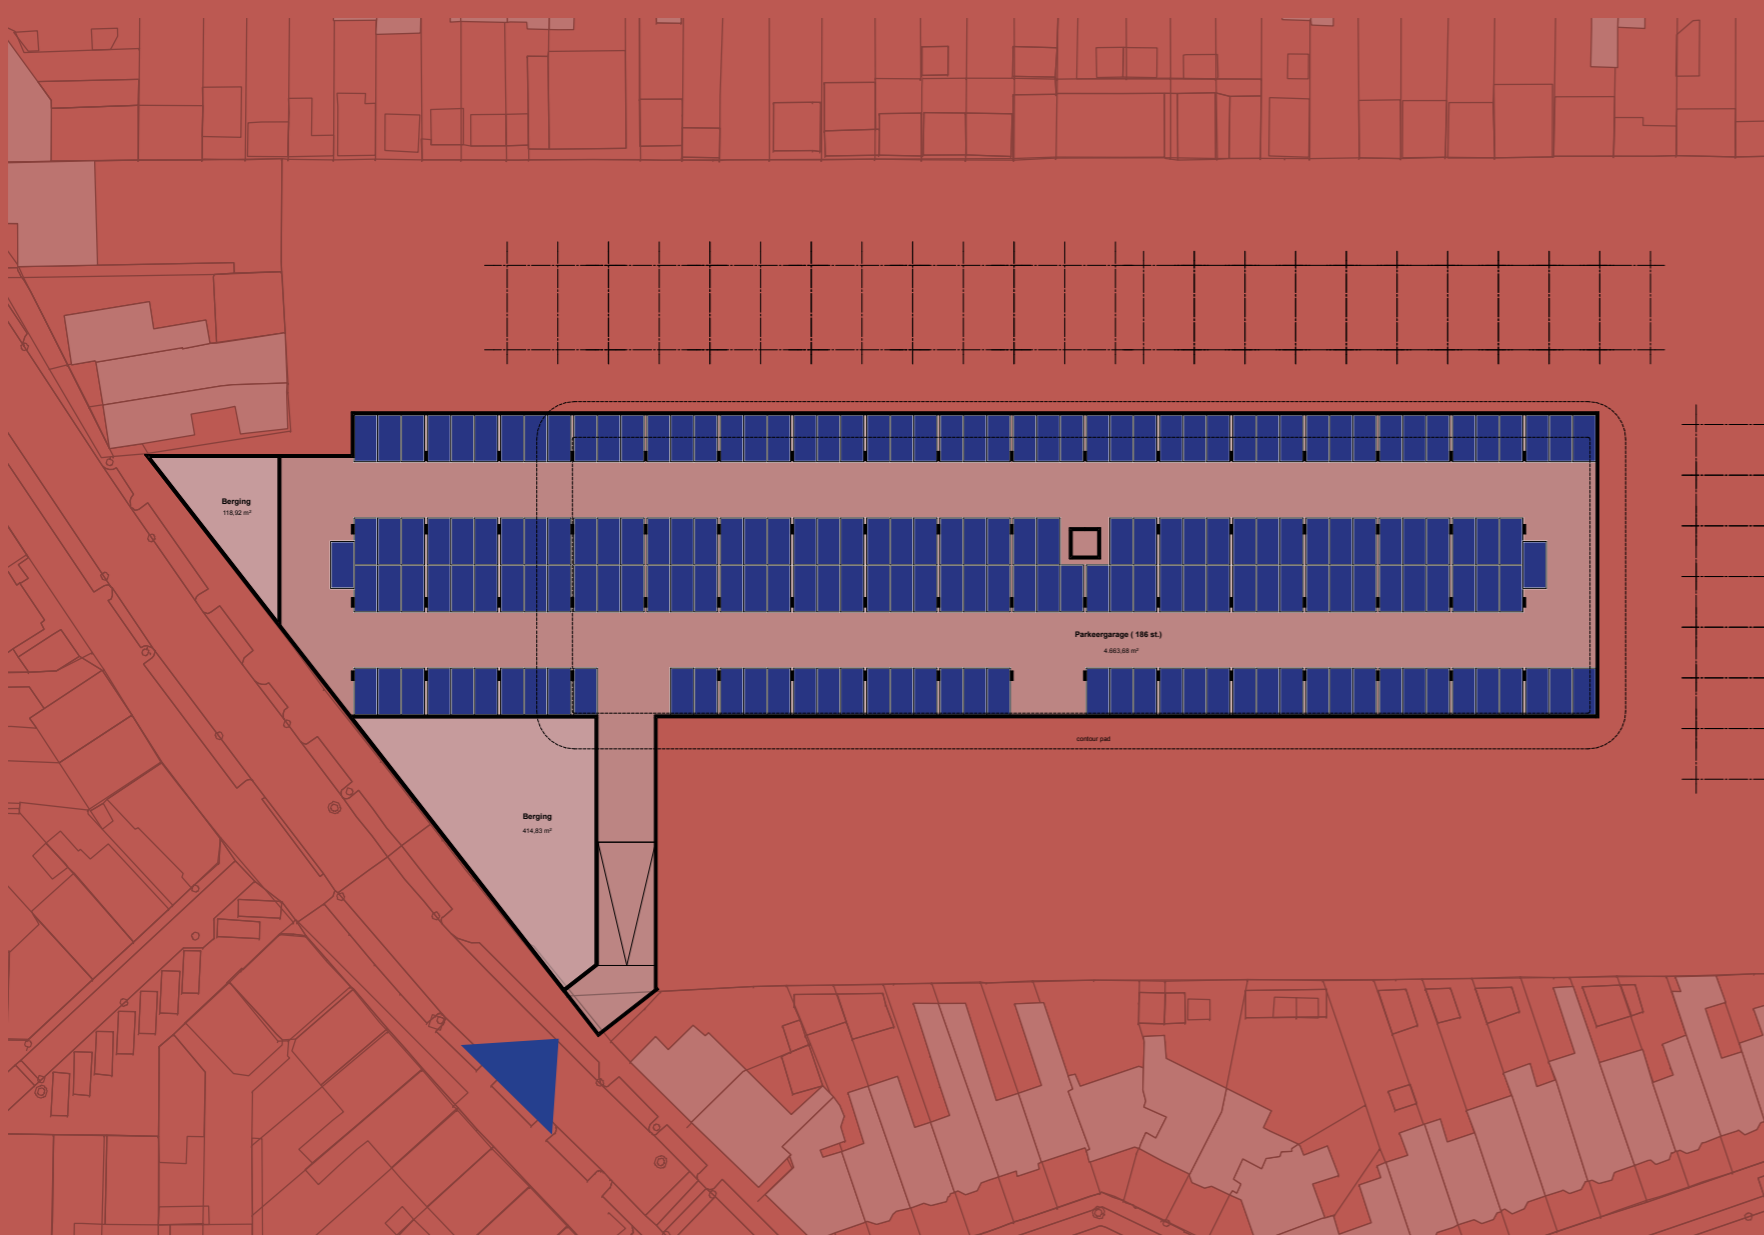 Berging
118,92 m²
Parkeergarage ( 186 st.)
4.663,68 m²
contour pad
Berging
414,83 m²